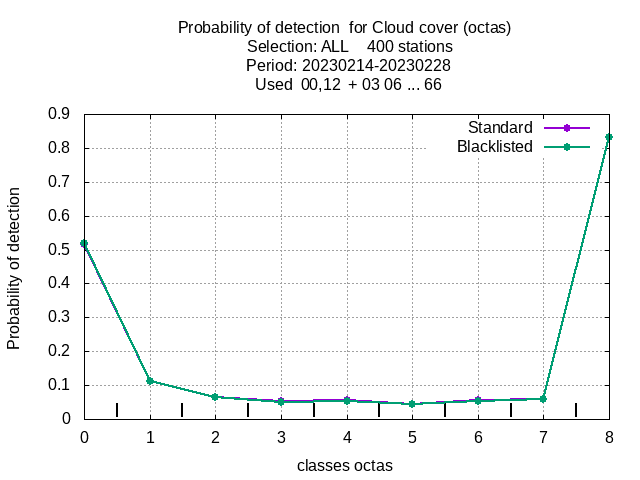 Probability of detection  for Cloud cover (octas)
Selection: ALL    400 stations
Period: 20230214-20230228
Used  00,12  + 03 06 ... 66
Standard
Blacklisted
Probability of detection
0.9
0.8
0.7
0.6
0.5
0.4
0.3
0.2
0.1
0
0 1 2 3 4 5 6 7 8
classes octas